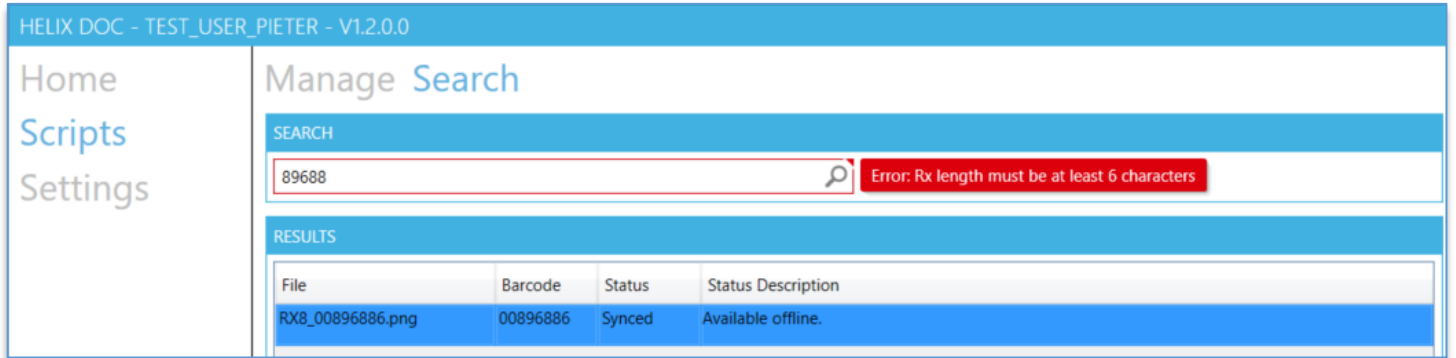 HELIX DOC - TEST_USER_PIETER - V1.2.0.0
Home
Scripts
Settings
Manage Search
SEARCH
89688 Error: Rx length must be at least 6 characters
RESULTS
File Barcode Status Status Description
RX8_00896886.png 00896886 Synced Available offline.